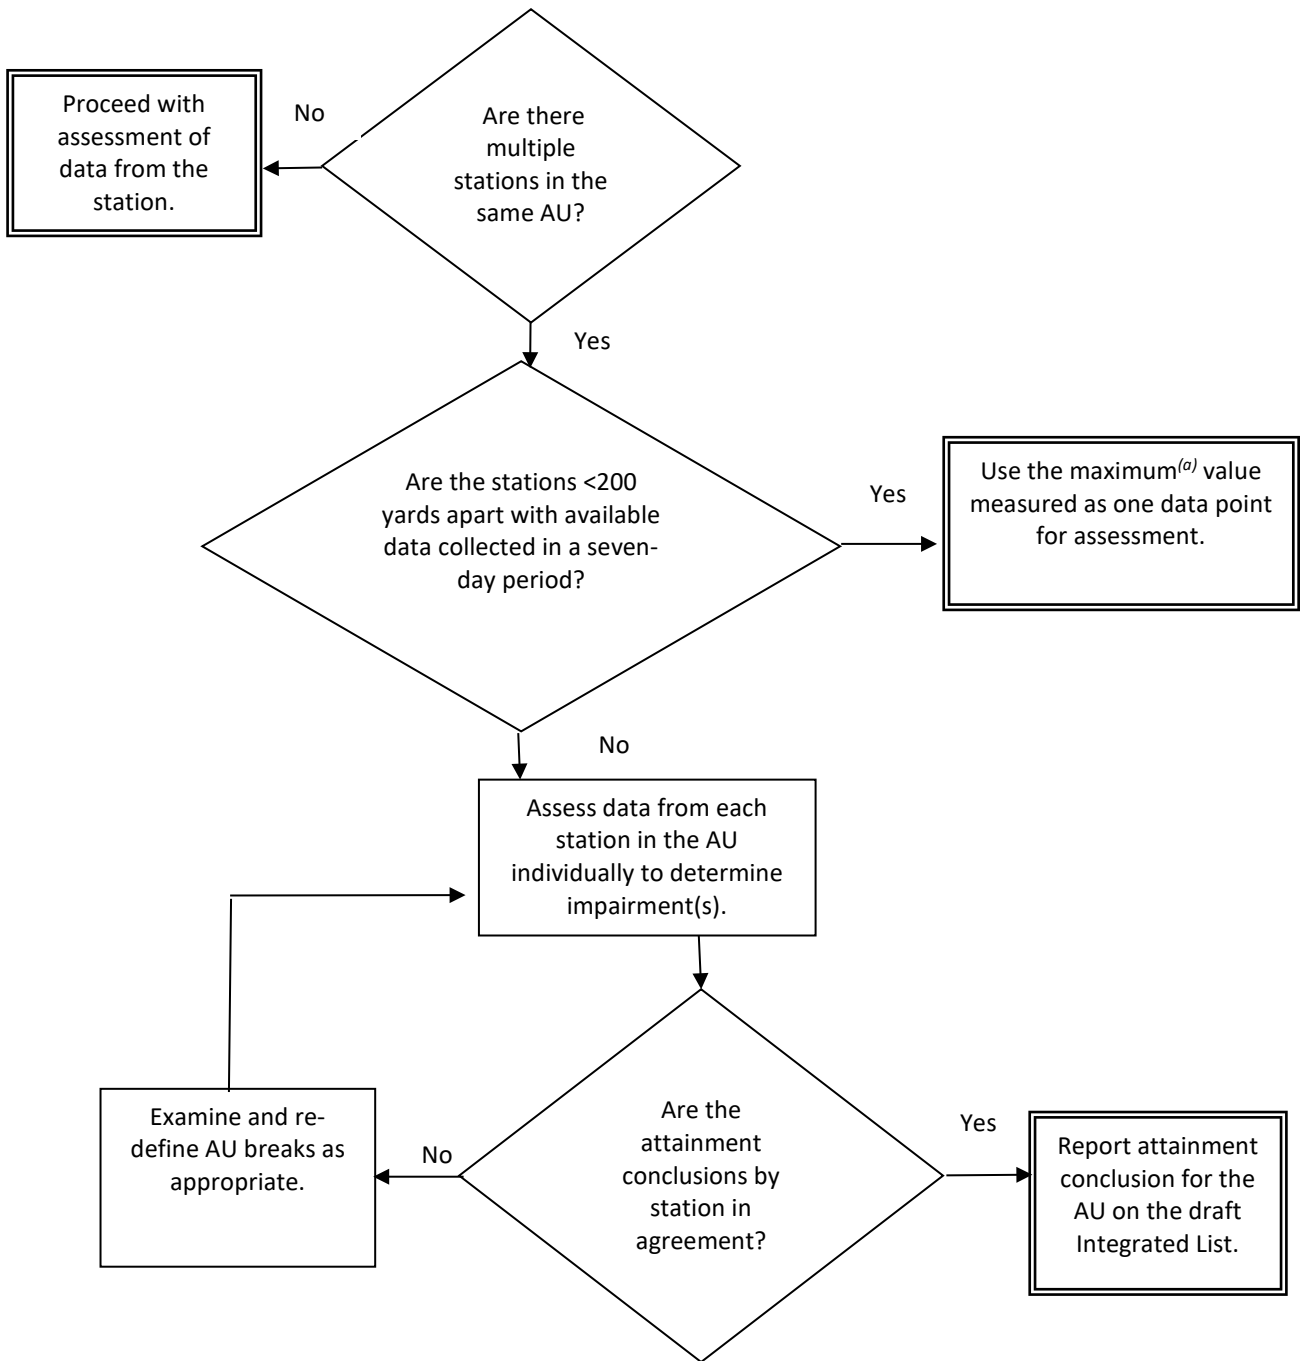 Proceed with
assessment of
data from the
station.
No
Are there
multiple
stations in the
same AU?
Yes
Are the stations <200
yards apart with available
data collected in a seven-
day period?
Yes
Use the maximum(a) value
measured as one data point
for assessment.
No
Assess data from each
station in the AU
individually to determine
impairment(s).
Examine and re-
define AU breaks as
appropriate.
No
Are the
attainment
conclusions by
station in
agreement?
Yes
Report attainment
conclusion for the
AU on the draft
Integrated List.